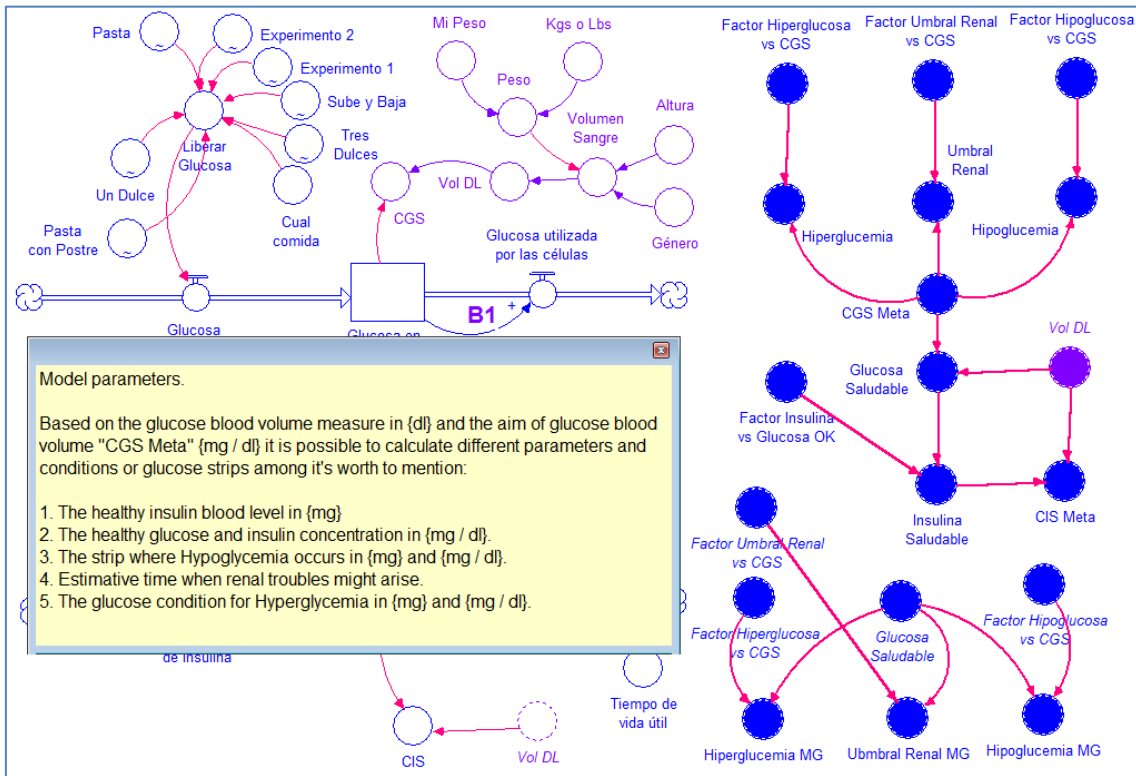 Pasta
Experimento 2
Experimento 1
Sube y Baja
Tres
Dulces
Liberar
Glucosa
Un Dulce
Cual
comida
Pasta
con Postre
Mi Peso
Kgs o Lbs
Peso
Volumen
Sangre
Altura
Vol DL
CGS
Género
Glucosa utilizada
por las células
B1
+
Glucosa
Glucosa en
Model parameters.
Based on the glucose blood volume measure in {dl} and the aim of glucose blood
volume "CGS Meta" {mg / dl} it is possible to calculate different parameters and
conditions or glucose strips among it's worth to mention:
1. The healthy insulin blood level in {mg}
2. The healthy glucose and insulin concentration in {mg / dl}.
3. The strip where Hypoglycemia occurs in {mg} and {mg / dl}.
4. Estimative time when renal troubles might arise.
5. The glucose condition for Hyperglycemia in {mg} and {mg / dl}.
de Insulina
Tiempo de
vida útil
CIS
Vol DL
Factor Hiperglucosa
vs CGS
Factor Umbral Renal
vs CGS
Factor Hipoglucosa
vs CGS
Umbral
Renal
Hiperglucemia
Hipoglucemia
CGS Meta
Vol DL
Glucosa
Saludable
Factor Insulina
vs Glucosa OK
Insulina
Saludable
CIS Meta
Factor Umbral Renal
vs CGS
Factor Hiperglucosa
vs CGS
Glucosa
Saludable
Factor Hipoglucosa
vs CGS
Hiperglucemia MG
Ubmbral Renal MG
Hipoglucemia MG